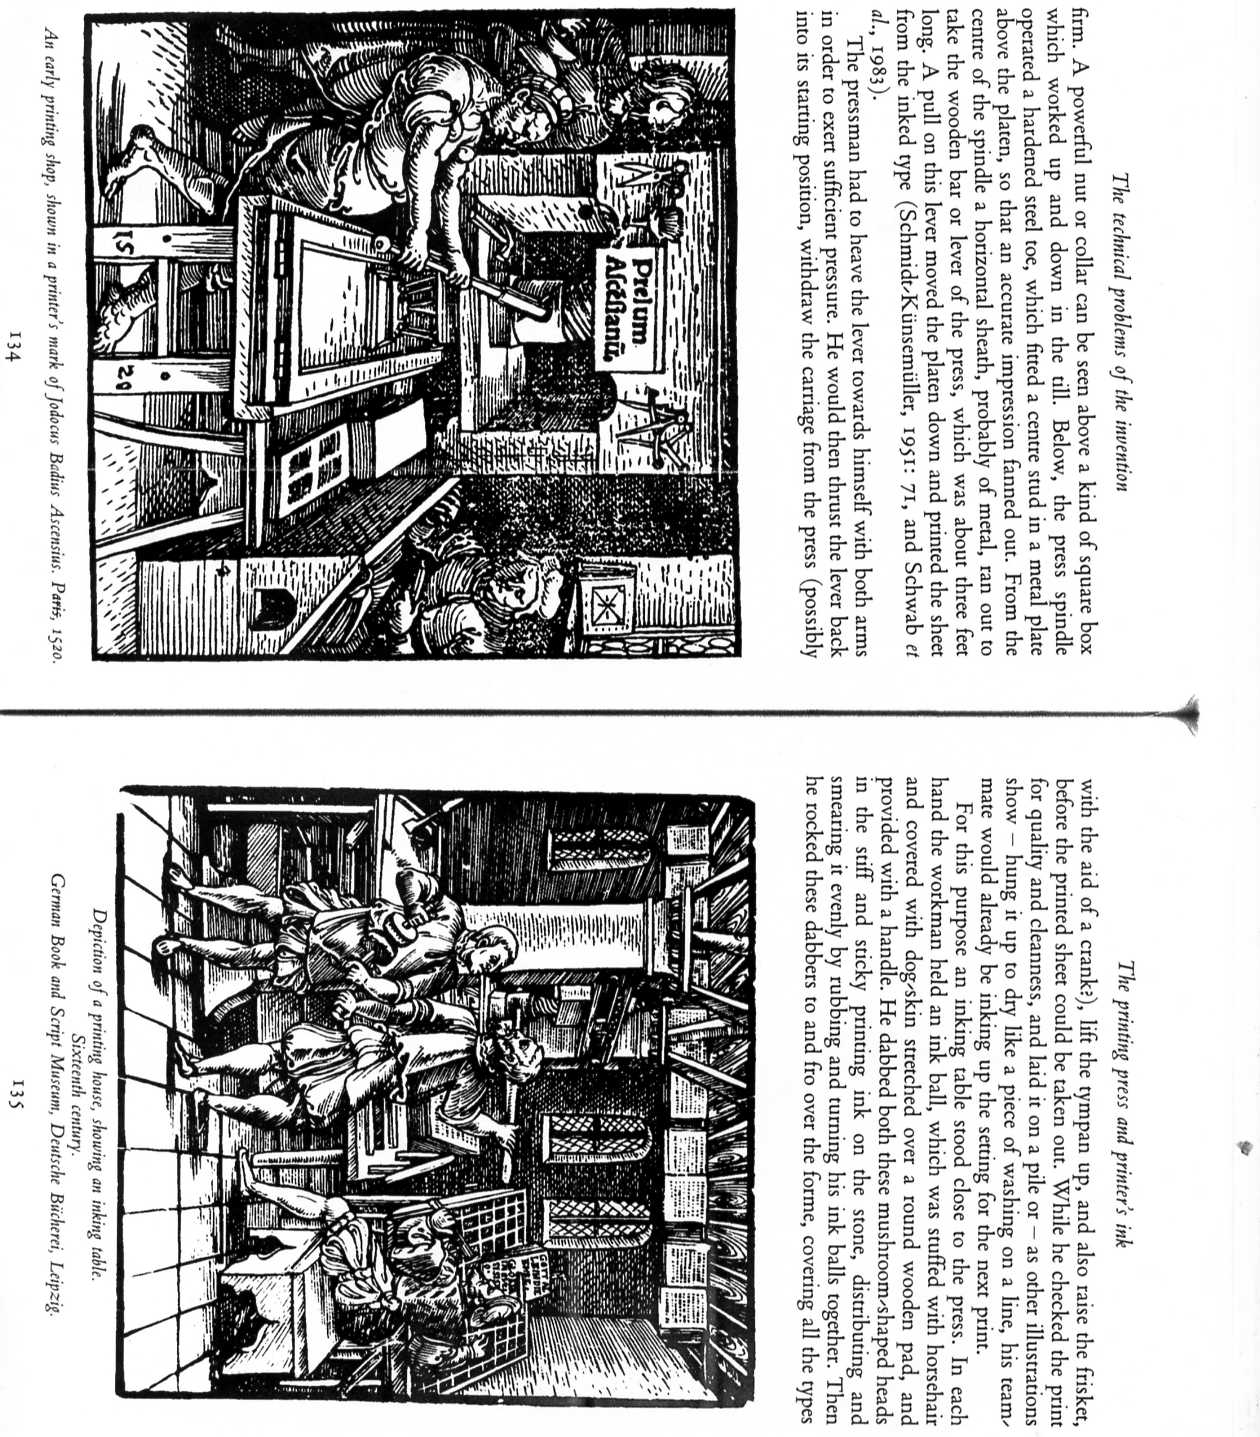 The technical problems of the invention
firm. A powerful nut or collar can be seen above a kind of square box
which worked up and down in the till. Below, the press spindle
operated a hardened steel toe, which fitted a centre stud in a metal plate
above the platen, so that an accurate impression fanned out. From the
centre of the spindle a horizontal sheath, probably of metal, ran out to
take the wooden bar or lever of the press, which was about three feet
long. A pull on this lever moved the platen down and printed the sheet
from the inked type (Schmidt-Künsemüller, 1951: 71, and Schwab et
al., 1983).
The pressman had to heave the lever towards himself with both arms
in order to exert sufficient pressure. He would then thrust the lever back
into its starting position, withdraw the carriage from the press (possibly
Prelum
Ascēsianū.
15
20
An early printing shop, shown in a printer's mark of Jodocus Badius Ascensius. Paris, 1520.
134
The printing press and printer's ink
with the aid of a crank?), lift the tympan up, and also raise the frisket,
before the printed sheet could be taken out. While he checked the print
for quality and cleanness, and laid it on a pile or – as other illustrations
show – hung it up to dry like a piece of washing on a line, his team-
mate would already be inking up the setting for the next print.
For this purpose an inking table stood close to the press. In each
hand the workman held an ink ball, which was stuffed with horsehair
and covered with dog-skin stretched over a round wooden pad, and
provided with a handle. He dabbed both these mushroom-shaped heads
in the stiff and sticky printing ink on the stone, distributing and
smearing it evenly by rubbing and turning his ink balls together. Then
he rocked these dabbers to and fro over the forme, covering all the types
Depiction of a printing house, showing an inking table.
Sixteenth century.
German Book and Script Museum, Deutsche Bücherei, Leipzig.
135